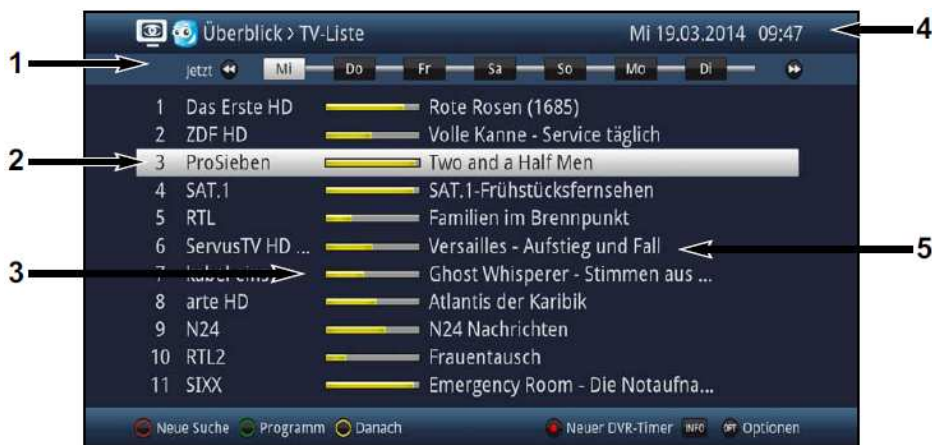 Überblick > TV-Liste Mi 19.03.2014 09:47 4
1 Jetzt Mi Do Fr Sa So Mo Di
1 Das Erste HD Rote Rosen (1685)
2 ZDF HD Volle Kanne - Service täglich
2 3 ProSieben Two and a Half Men
4 SAT.1 SAT.1-Frühstücksfernsehen
5 RTL Familien im Brennpunkt
6 ServusTV HD ... Versailles - Aufstieg und Fall 5
3 7 kabel eins Ghost Whisperer - Stimmen aus ...
8 arte HD Atlantis der Karibik
9 N24 N24 Nachrichten
10 RTL2 Frauentausch
11 SIXX Emergency Room - Die Notaufna...
Neue Suche Programm Danach Neuer DVR-Timer INFO OPT Optionen